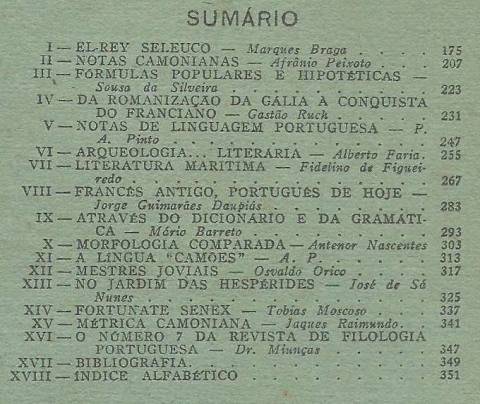 SUMÁRIO
I — EL-REY SELEUCO — Marques Braga . . . . 175
II — NOTAS CAMONIANAS — Afrânio Peixoto . . 207
III — FÓRMULAS POPULARES E HIPOTÉTICAS —
Sousa da Silveira . . . . . . . . 223
IV — DA ROMANIZAÇÃO DA GÁLIA À CONQUISTA
DO FRANCIANO — Gastão Ruch . . . . 231
V — NOTAS DE LINGUAGEM PORTUGUESA — P.
A. Pinto . . . . . . . . . . 247
VI — ARQUEOLOGIA... LITERÁRIA — Alberto Faria. 255
VII — LITERATURA MARÍTIMA — Fidelino de Figuei-
redo . . . . . . . . . . . 267
VIII — FRANCÊS ANTIGO, PORTUGUÊS DE HOJE —
Jorge Guimarães Daupiás . . . . . 283
IX — ATRAVÉS DO DICIONÁRIO E DA GRAMÁTI-
CA — Mário Barreto . . . . . . . 293
X — MORFOLOGIA COMPARADA — Antenor Nascentes 303
XI — A LÍNGUA "CAMÕES" — A. P. . . . . . 313
XII — MESTRES JOVIAIS — Osvaldo Orico . . . . 317
XIII — NO JARDIM DAS HESPÉRIDES — José de Sá
Nunes . . . . . . . . . . . 325
XIV — FORTUNATE SENEX — Tobias Moscoso . . . 337
XV — MÉTRICA CAMONIANA — Jaques Raimundo. . 341
XVI — O NÚMERO 7 DA REVISTA DE FILOLOGIA
PORTUGUESA — Dr. Miunças . . . . . 347
XVII — BIBLIOGRAFIA. . . . . . . . . . 349
XVIII — ÍNDICE ALFABÉTICO . . . . . . . 351